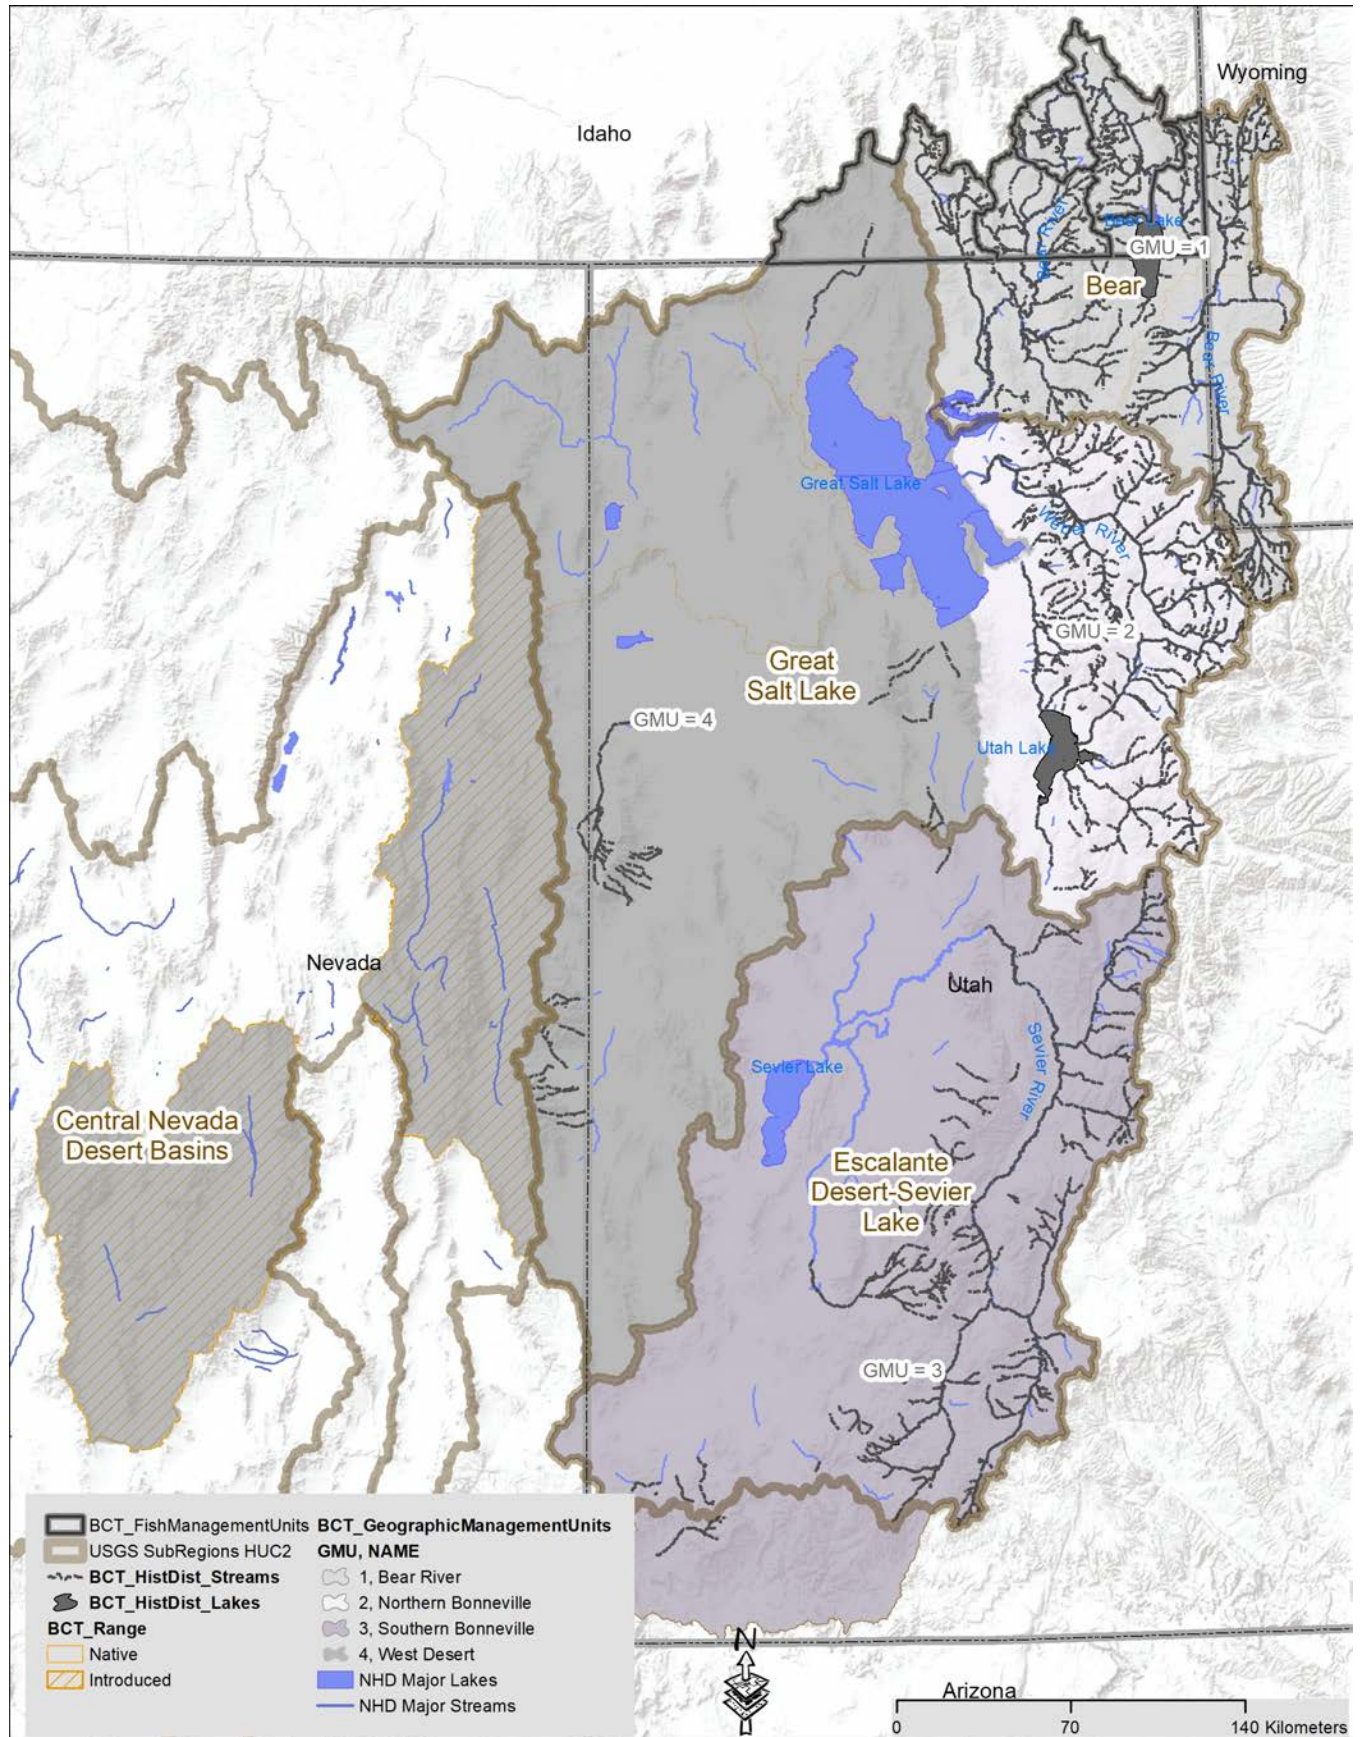 Wyoming
Idaho
Bear Lake
Bear River
GMU = 1
Bear
Bear River
Great Salt Lake
Weber River
GMU = 2
Great
Salt Lake
GMU = 4
Utah Lake
Nevada
Utah
Sevier River
Sevier Lake
Central Nevada
Desert Basins
Escalante
Desert-Sevier
Lake
GMU = 3
BCT_FishManagementUnits
USGS SubRegions HUC2
BCT_HistDist_Streams
BCT_HistDist_Lakes
BCT_Range
Native
Introduced
BCT_GeographicManagementUnits
GMU, NAME
1, Bear River
2, Northern Bonneville
3, Southern Bonneville
4, West Desert
NHD Major Lakes
NHD Major Streams
N
Arizona
0 70 140 Kilometers